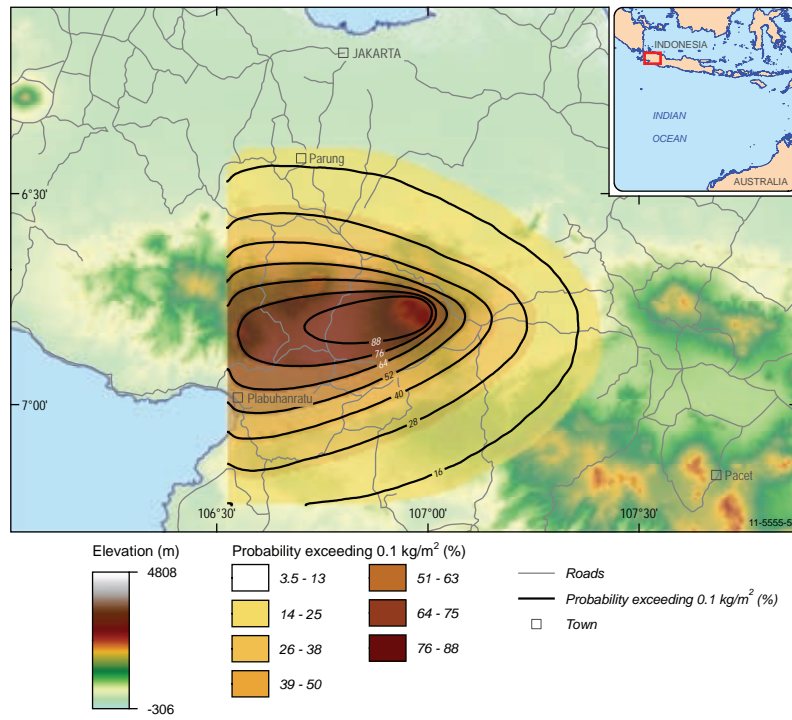 INDONESIA
INDIAN
OCEAN
AUSTRALIA
JAKARTA
Parung
6°30'
88
76
64
52
40
28
16
Plabuhanratu
7°00'
Pacet
106°30'
107°00'
107°30'
11-5555-5
Elevation (m)
4808
-306
Probability exceeding 0.1 kg/m² (%)
3.5 - 13
14 - 25
26 - 38
39 - 50
51 - 63
64 - 75
76 - 88
Roads
Probability exceeding 0.1 kg/m² (%)
Town